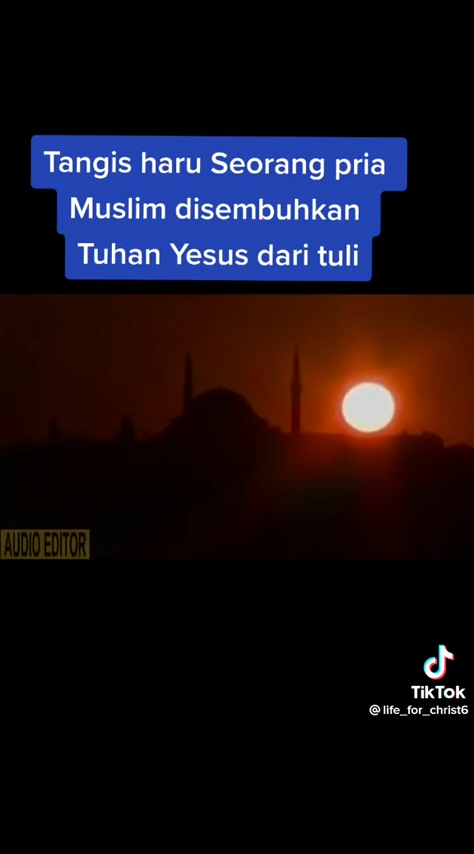 Tangis haru Seorang pria
Muslim disembuhkan
Tuhan Yesus dari tuli
AUDIO EDITOR
TikTok
@life_for_christ6